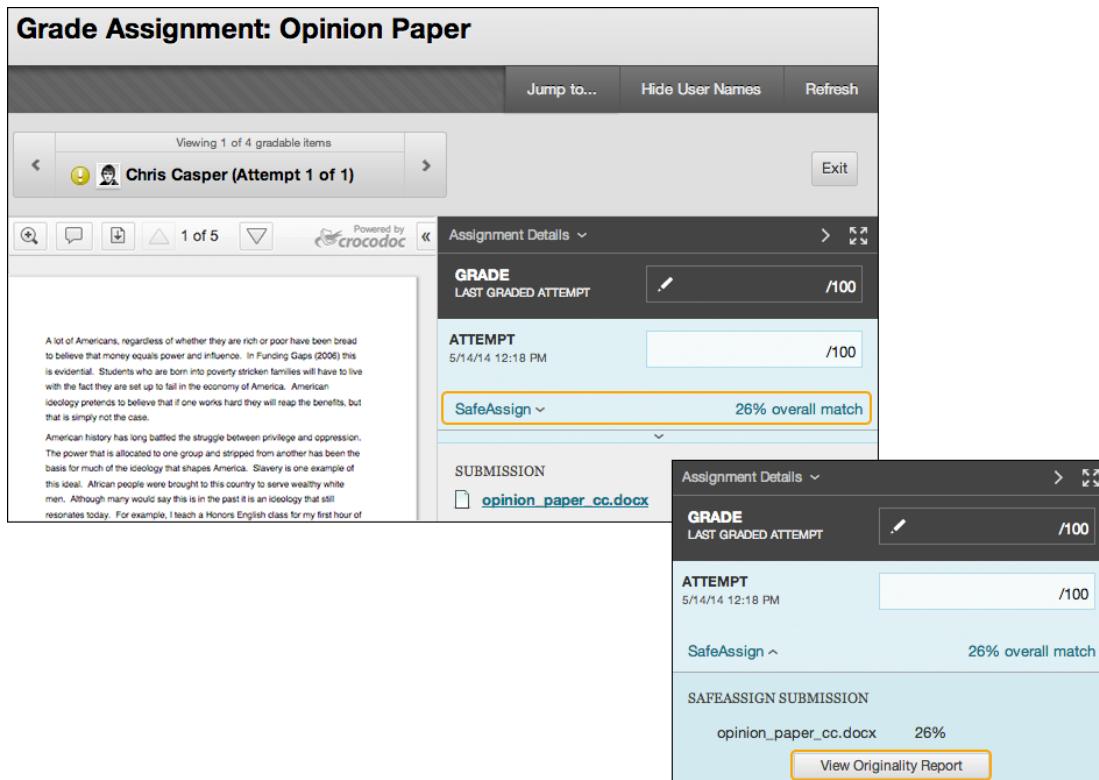 Grade Assignment: Opinion Paper
Jump to...
Hide User Names
Refresh
Viewing 1 of 4 gradable items
Chris Casper (Attempt 1 of 1)
Exit
1 of 5
Powered by
crocodoc
Assignment Details
GRADE
LAST GRADED ATTEMPT
/100
ATTEMPT
5/14/14 12:18 PM
/100
SafeAssign
26% overall match
SUBMISSION
opinion_paper_cc.docx
A lot of Americans, regardless of whether they are rich or poor have been bread
to believe that money equals power and influence. In Funding Gaps (2006) this
is evidential. Students who are born into poverty stricken families will have to live
with the fact they are set up to fail in the economy of America. American
ideology pretends to believe that if one works hard they will reap the benefits, but
that is simply not the case.
American history has long battled the struggle between privilege and oppression.
The power that is allocated to one group and stripped from another has been the
basis for much of the ideology that shapes America. Slavery is one example of
this ideal. African people were brought to this country to serve wealthy white
men. Although many would say this is in the past it is an ideology that still
resonates today. For example, I teach a Honors English class for my first hour of
Assignment Details
GRADE
LAST GRADED ATTEMPT
/100
ATTEMPT
5/14/14 12:18 PM
/100
SafeAssign
26% overall match
SAFEASSIGN SUBMISSION
opinion_paper_cc.docx 26%
View Originality Report